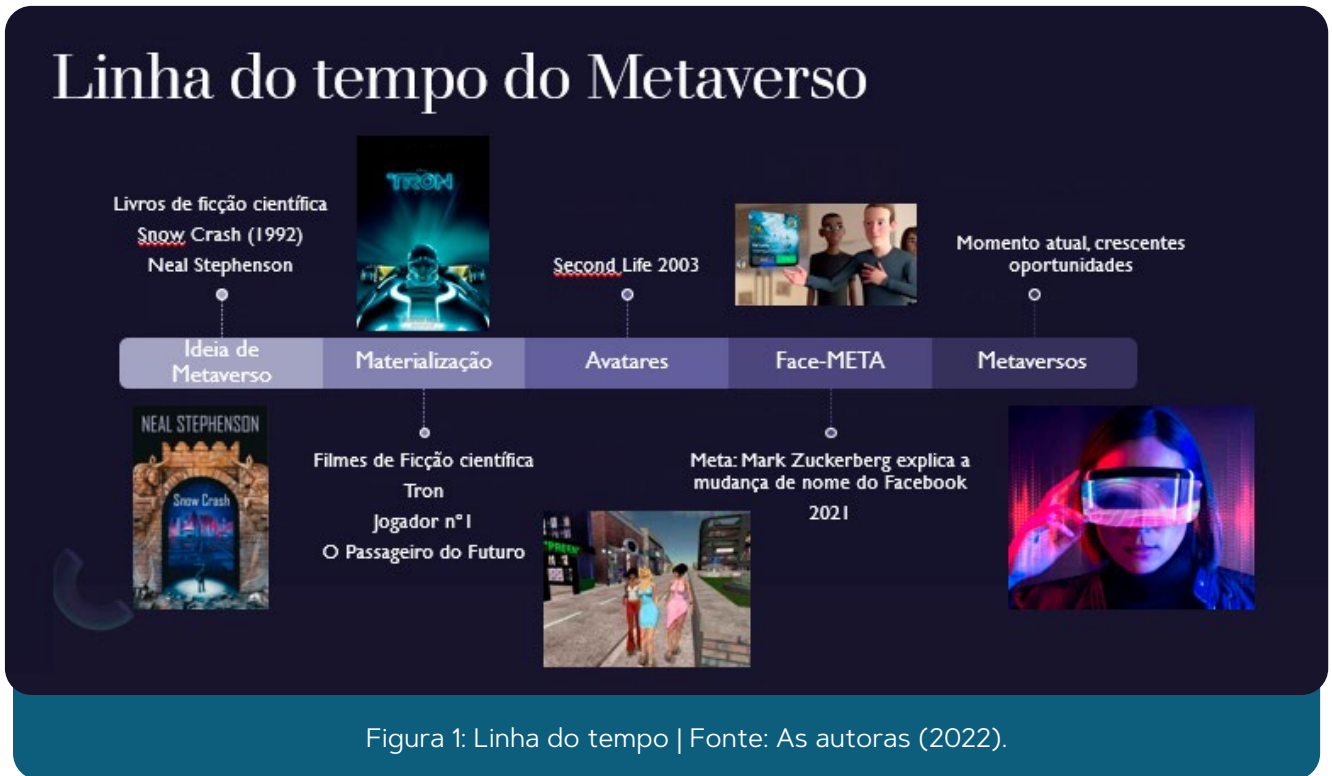 Linha do tempo do Metaverso
Livros de ficção científica
Snow Crash (1992)
Neal Stephenson
TRON
Second Life 2003
Momento atual, crescentes
oportunidades
Ideia de
Metaverso
Materialização
Avatares
Face-META
Metaversos
NEAL STEPHENSON
Snow Crash
Filmes de Ficção científica
Tron
Jogador nº1
O Passageiro do Futuro
GREEN
Meta: Mark Zuckerberg explica a
mudança de nome do Facebook
2021
Figura 1: Linha do tempo | Fonte: As autoras (2022).